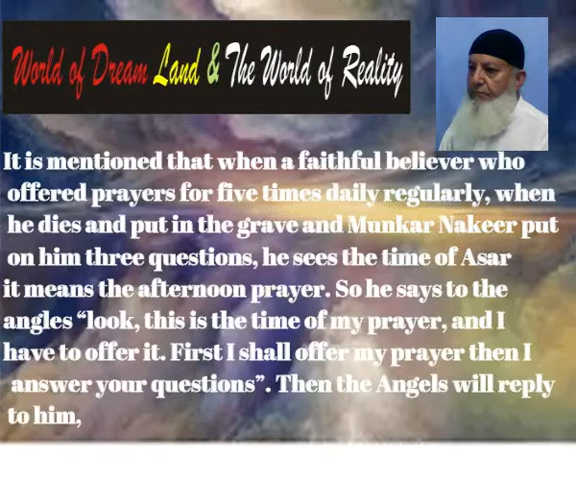 World of Dream Land & The World of Reality
It is mentioned that when a faithful believer who
offered prayers for five times daily regularly, when
he dies and put in the grave and Munkar Nakeer put
on him three questions, he sees the time of Asar
it means the afternoon prayer. So he says to the
angles “look, this is the time of my prayer, and I
have to offer it. First I shall offer my prayer then I
answer your questions”. Then the Angels will reply
to him,